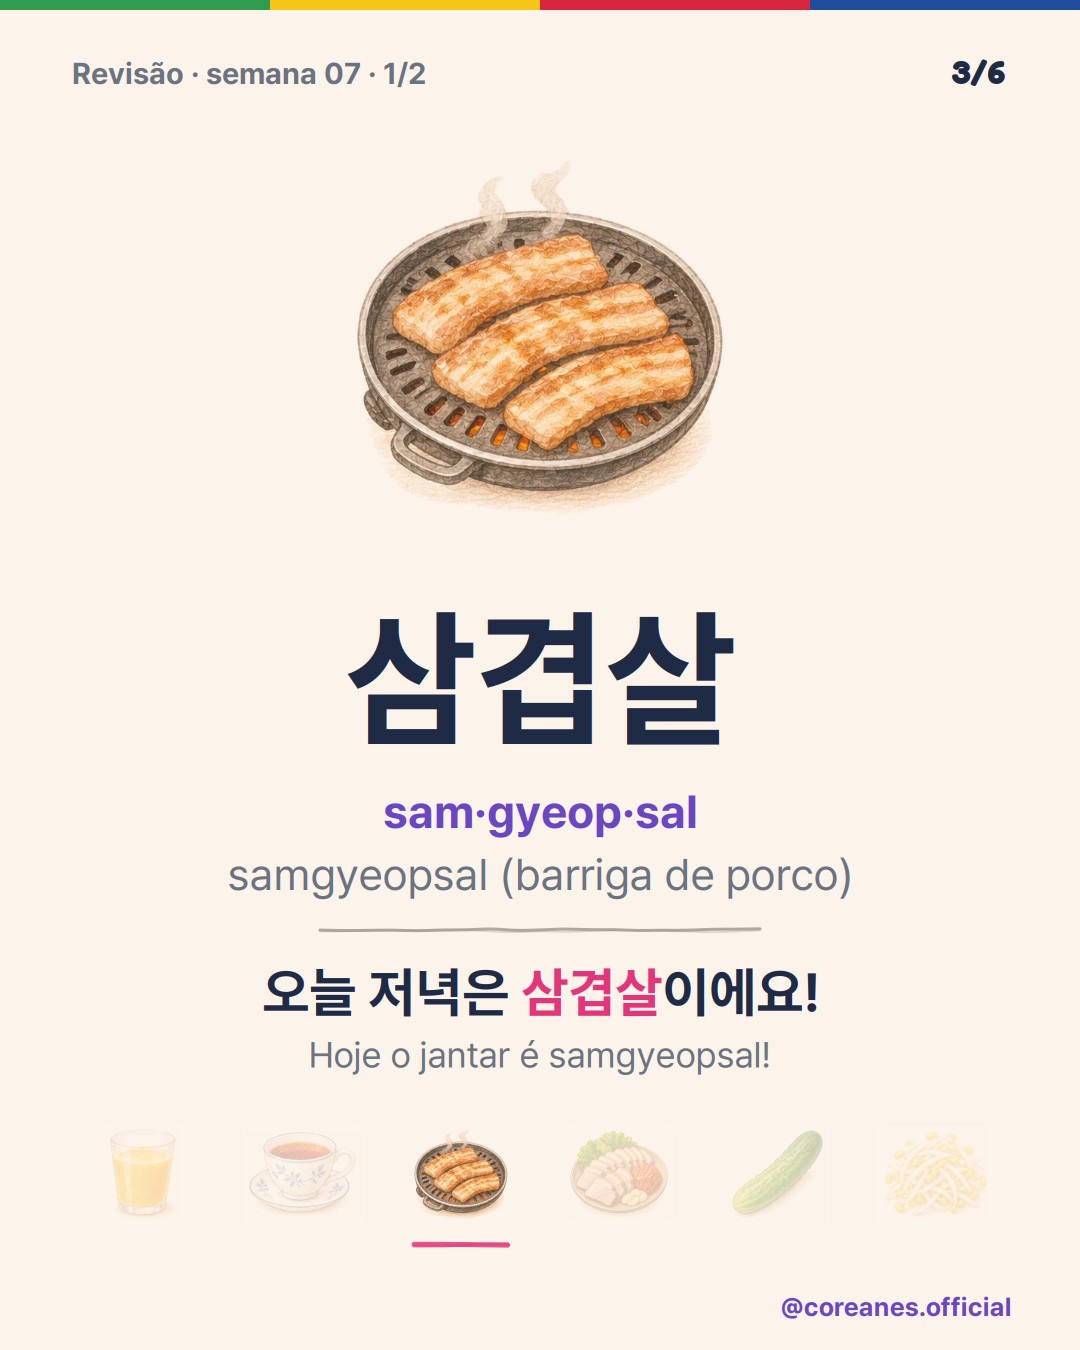 Revisão · semana 07 · 1/2
3/6
삼겹살
sam·gyeop·sal
samgyeopsal (barriga de porco)
오늘 저녁은 삼겹살이에요!
Hoje o jantar é samgyeopsal!
@coreanes.official